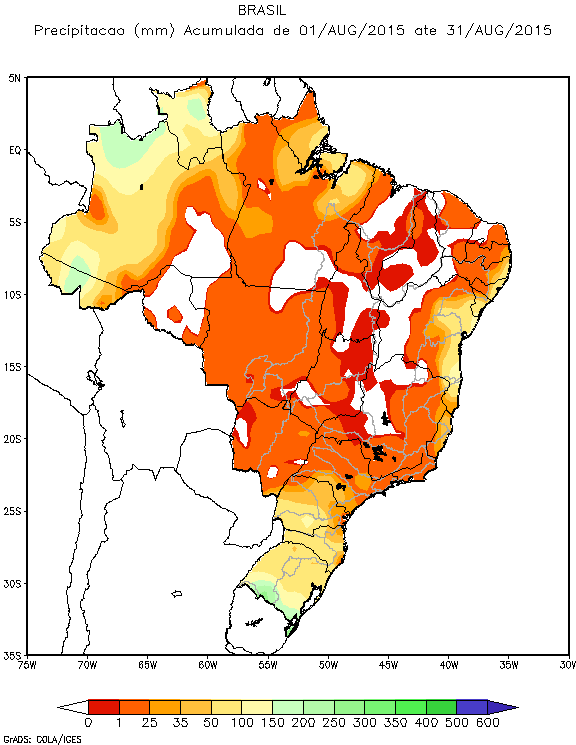 BRASIL
Precipitacao (mm) Acumulada de 01/AUG/2015 ate 31/AUG/2015
5N
EQ
5S
10S
15S
20S
25S
30S
35S
75W 70W 65W 60W 55W 50W 45W 40W 35W 30W
0 1 25 35 50 100 150 200 250 300 350 400 500 600
GrADS: COLA/IGES